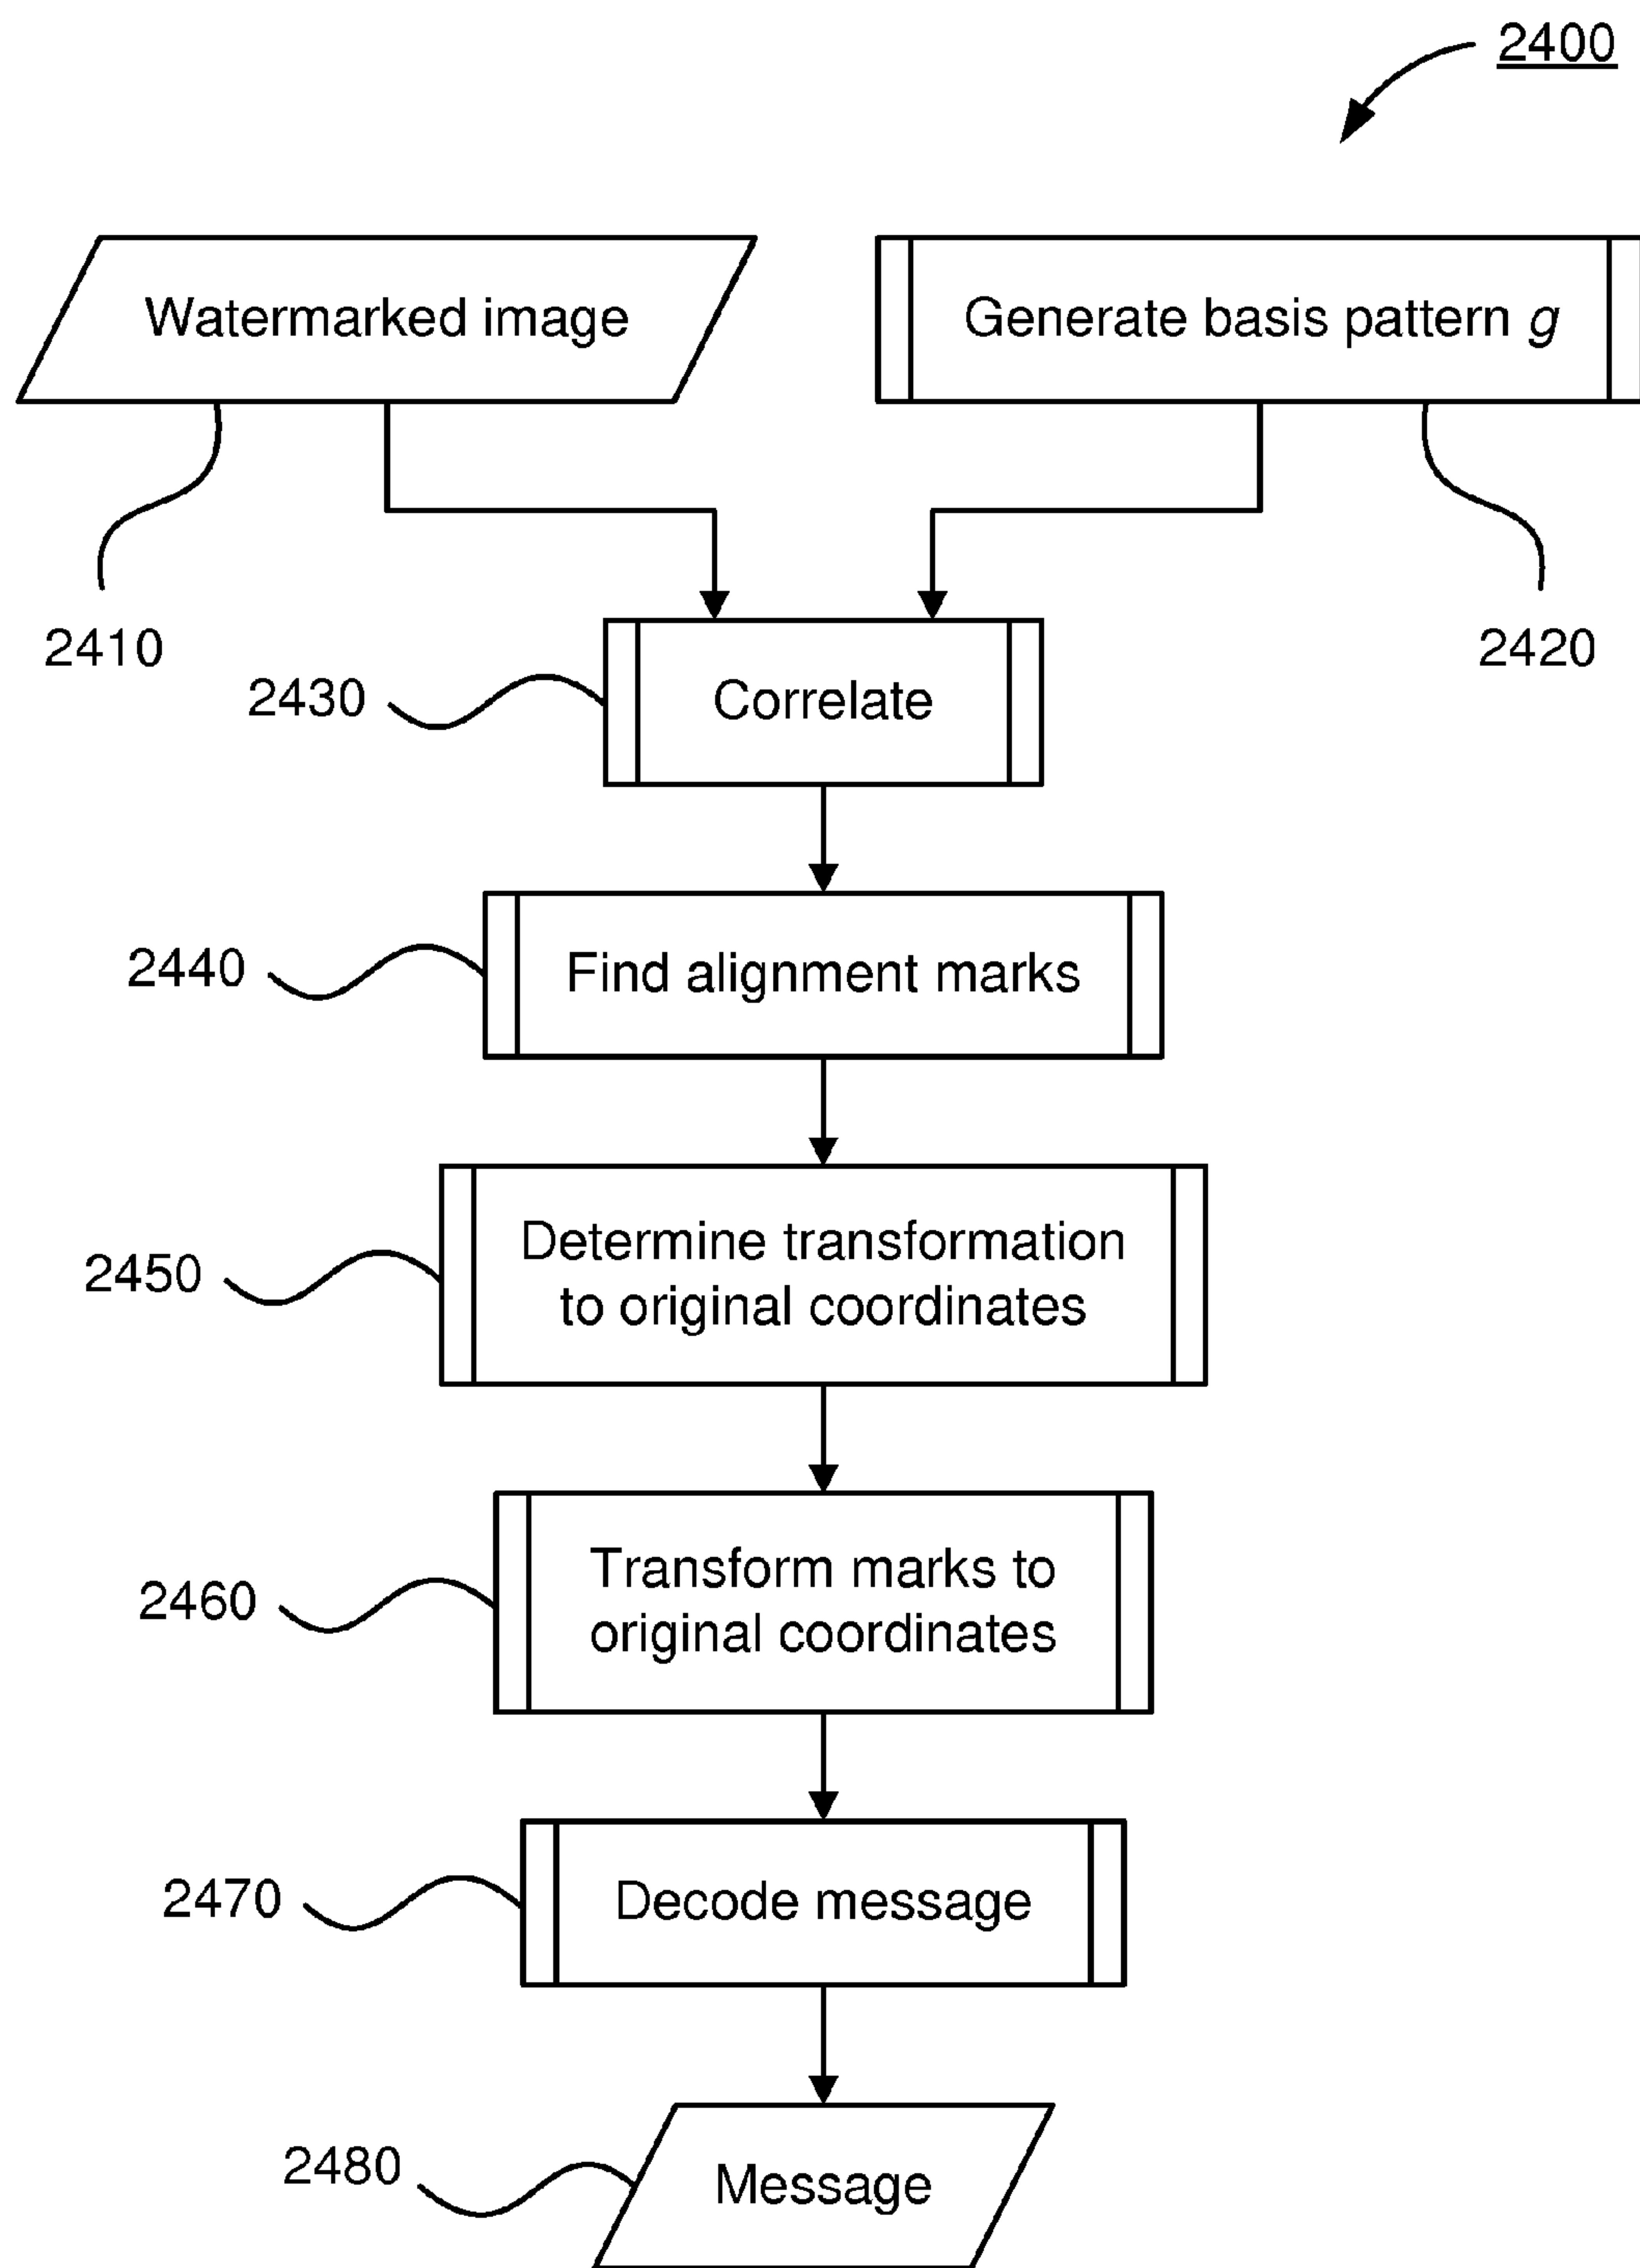 2400
Watermarked image
Generate basis pattern g
2410
2420
2430
Correlate
2440
Find alignment marks
2450
Determine transformation
to original coordinates
2460
Transform marks to
original coordinates
2470
Decode message
2480
Message